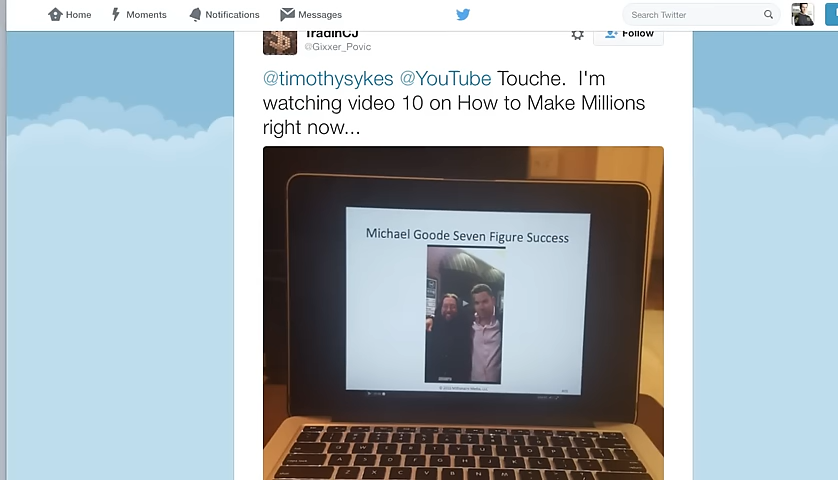 Home Moments Notifications Messages Search Twitter
TradinCJ
@Gixxer_Povic
Follow
@timothysykes @YouTube Touche. I'm
watching video 10 on How to Make Millions
right now...
Michael Goode Seven Figure Success